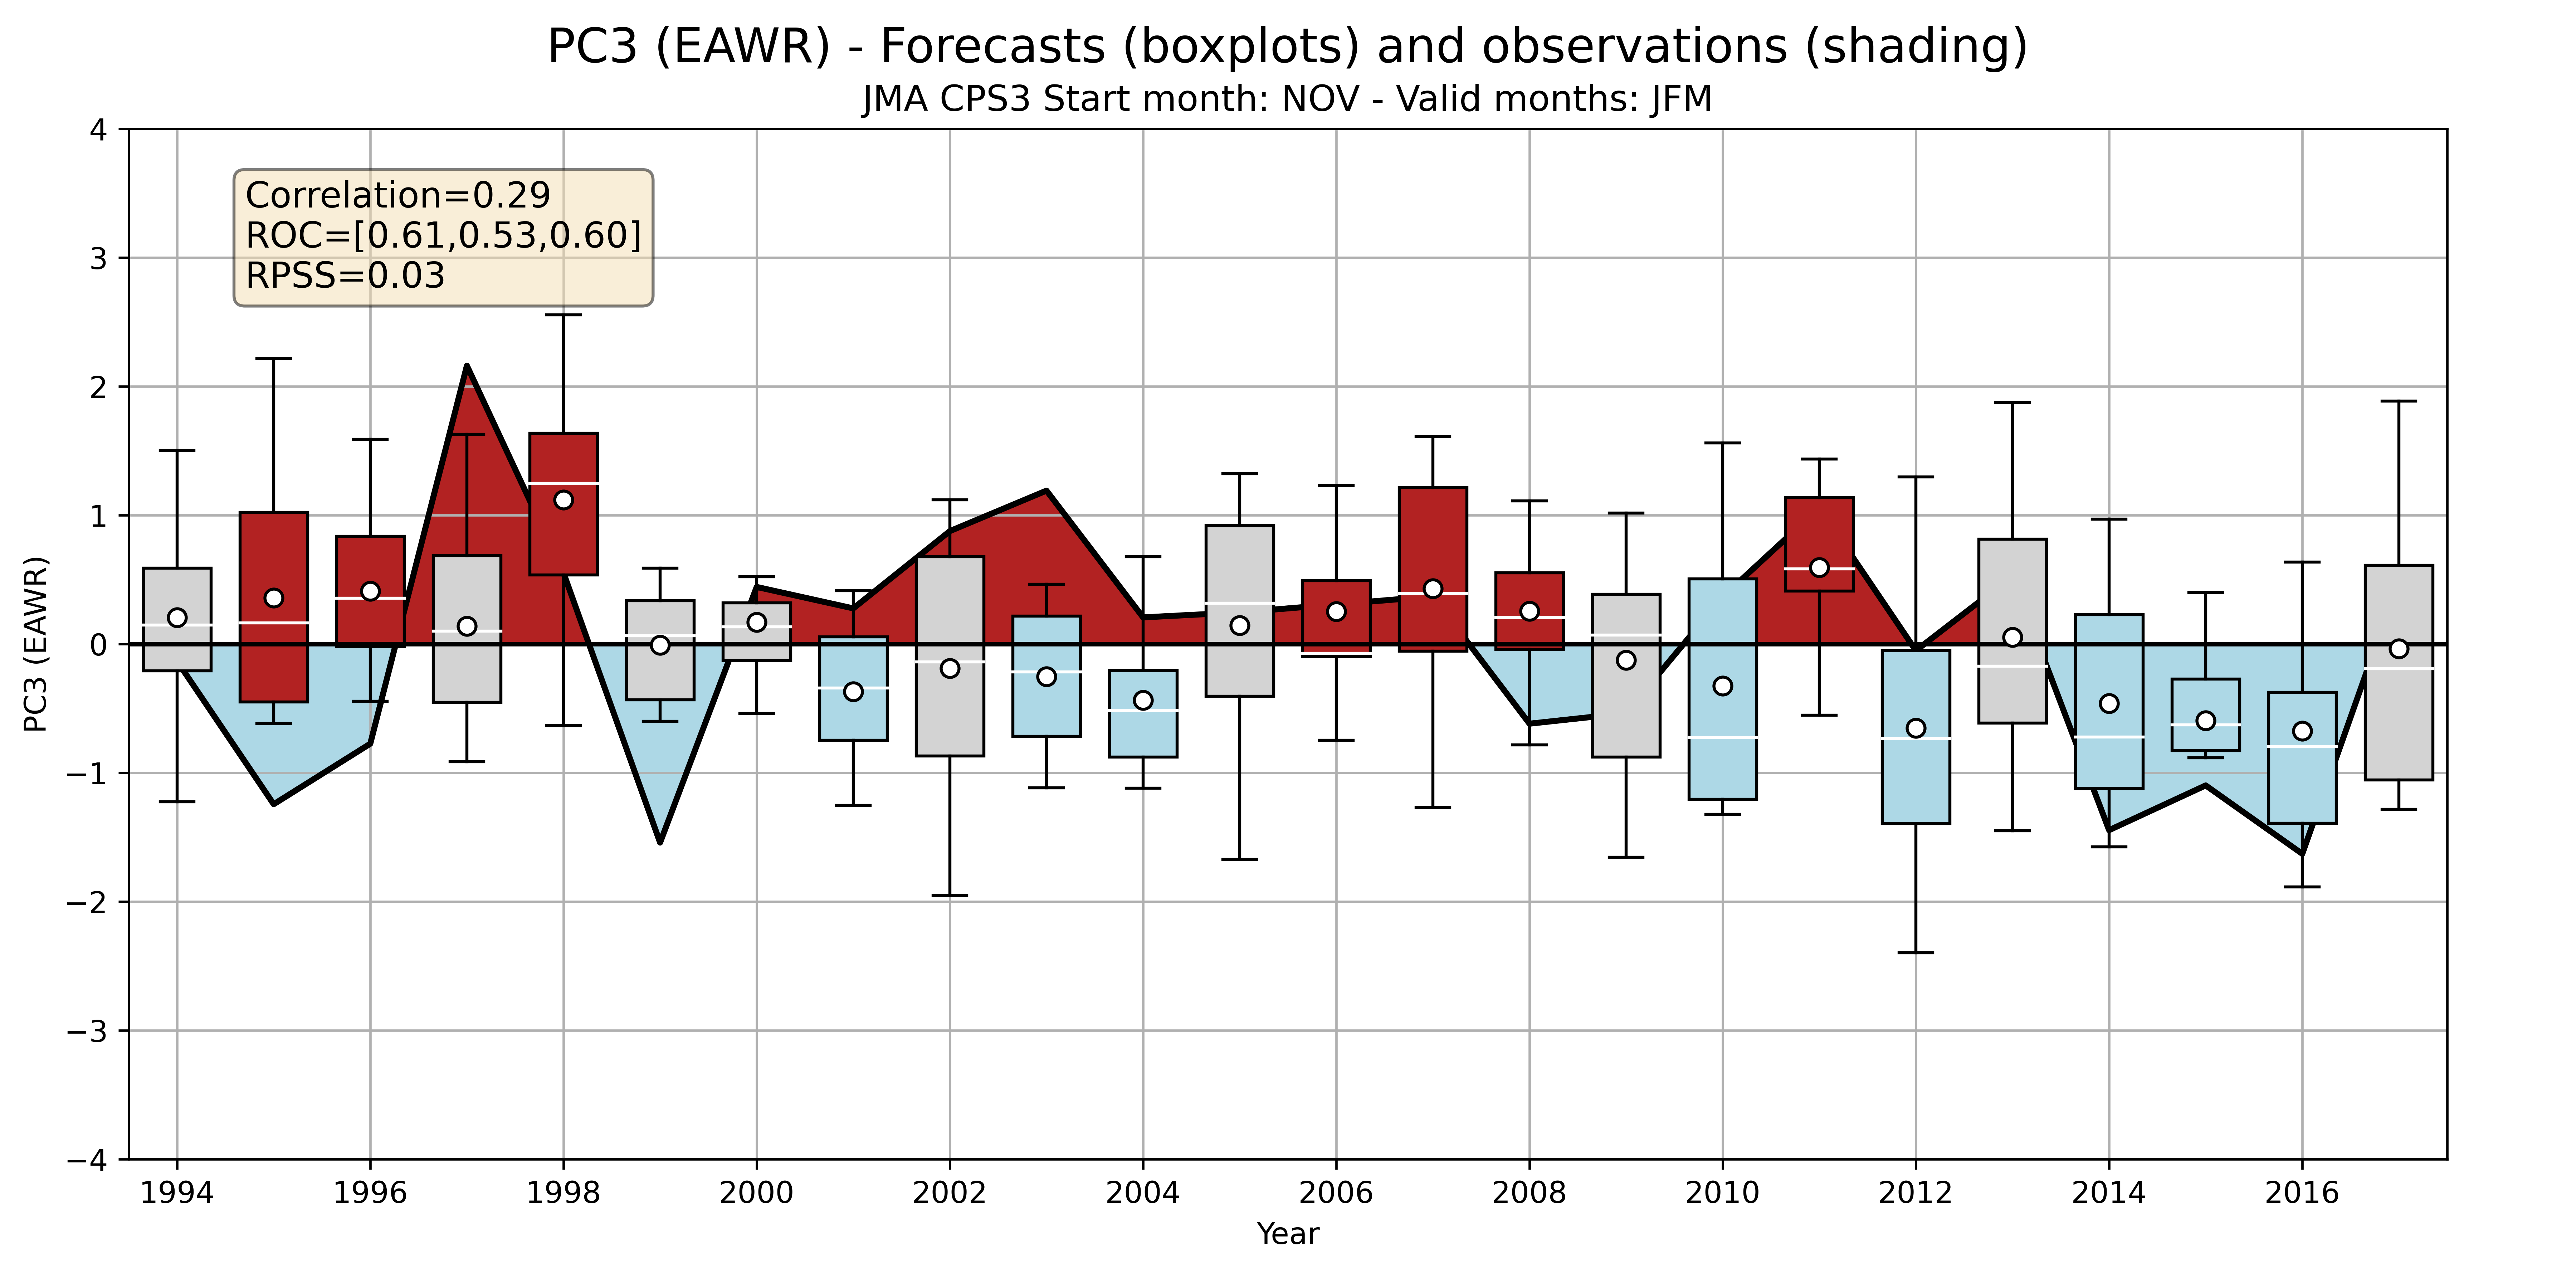 PC3 (EAWR) - Forecasts (boxplots) and observations (shading)
JMA CPS3 Start month: NOV - Valid months: JFM
Correlation=0.29
ROC=[0.61,0.53,0.60]
RPSS=0.03
PC3 (EAWR)
4
3
2
1
0
−1
−2
−3
−4
1994 1996 1998 2000 2002 2004 2006 2008 2010 2012 2014 2016
Year